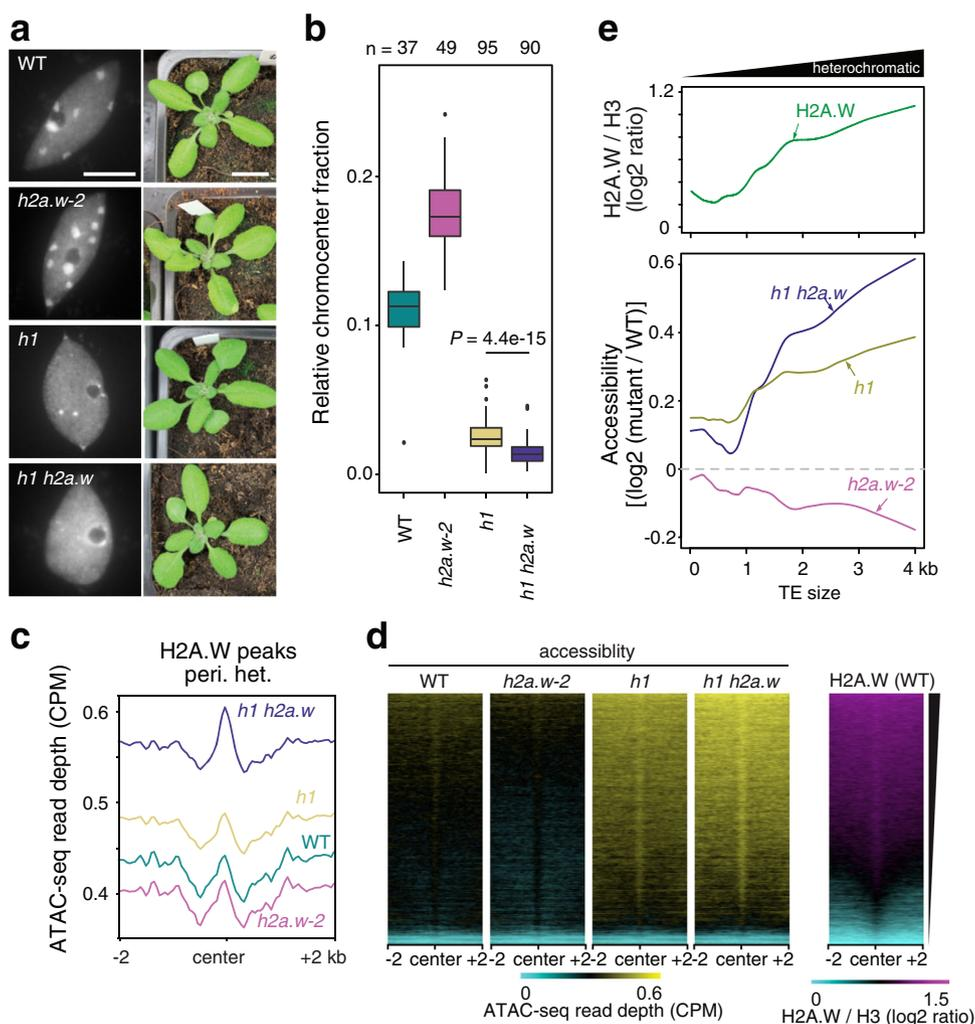 a
WT
h2a.w-2
h1
h1 h2a.w
b
n = 37 49 95 90
Relative chromocenter fraction
0.2
0.1
0.0
P = 4.4e-15
WT
h2a.w-2
h1
h1 h2a.w
e
heterochromatic
H2A.W / H3
(log2 ratio)
1.2
0
H2A.W
Accessibility
[(log2 (mutant / WT)]
0.6
0.4
0.2
0
-0.2
h1 h2a.w
h1
h2a.w-2
0 1 2 3 4 kb
TE size
c
H2A.W peaks
peri. het.
ATAC-seq read depth (CPM)
0.6
0.5
0.4
h1 h2a.w
h1
WT
h2a.w-2
-2 center +2 kb
d
accessiblity
WT h2a.w-2 h1 h1 h2a.w
H2A.W (WT)
-2 center +2-2 center +2-2 center +2-2 center +2
-2 center +2
0 0.6
ATAC-seq read depth (CPM)
0 1.5
H2A.W / H3 (log2 ratio)